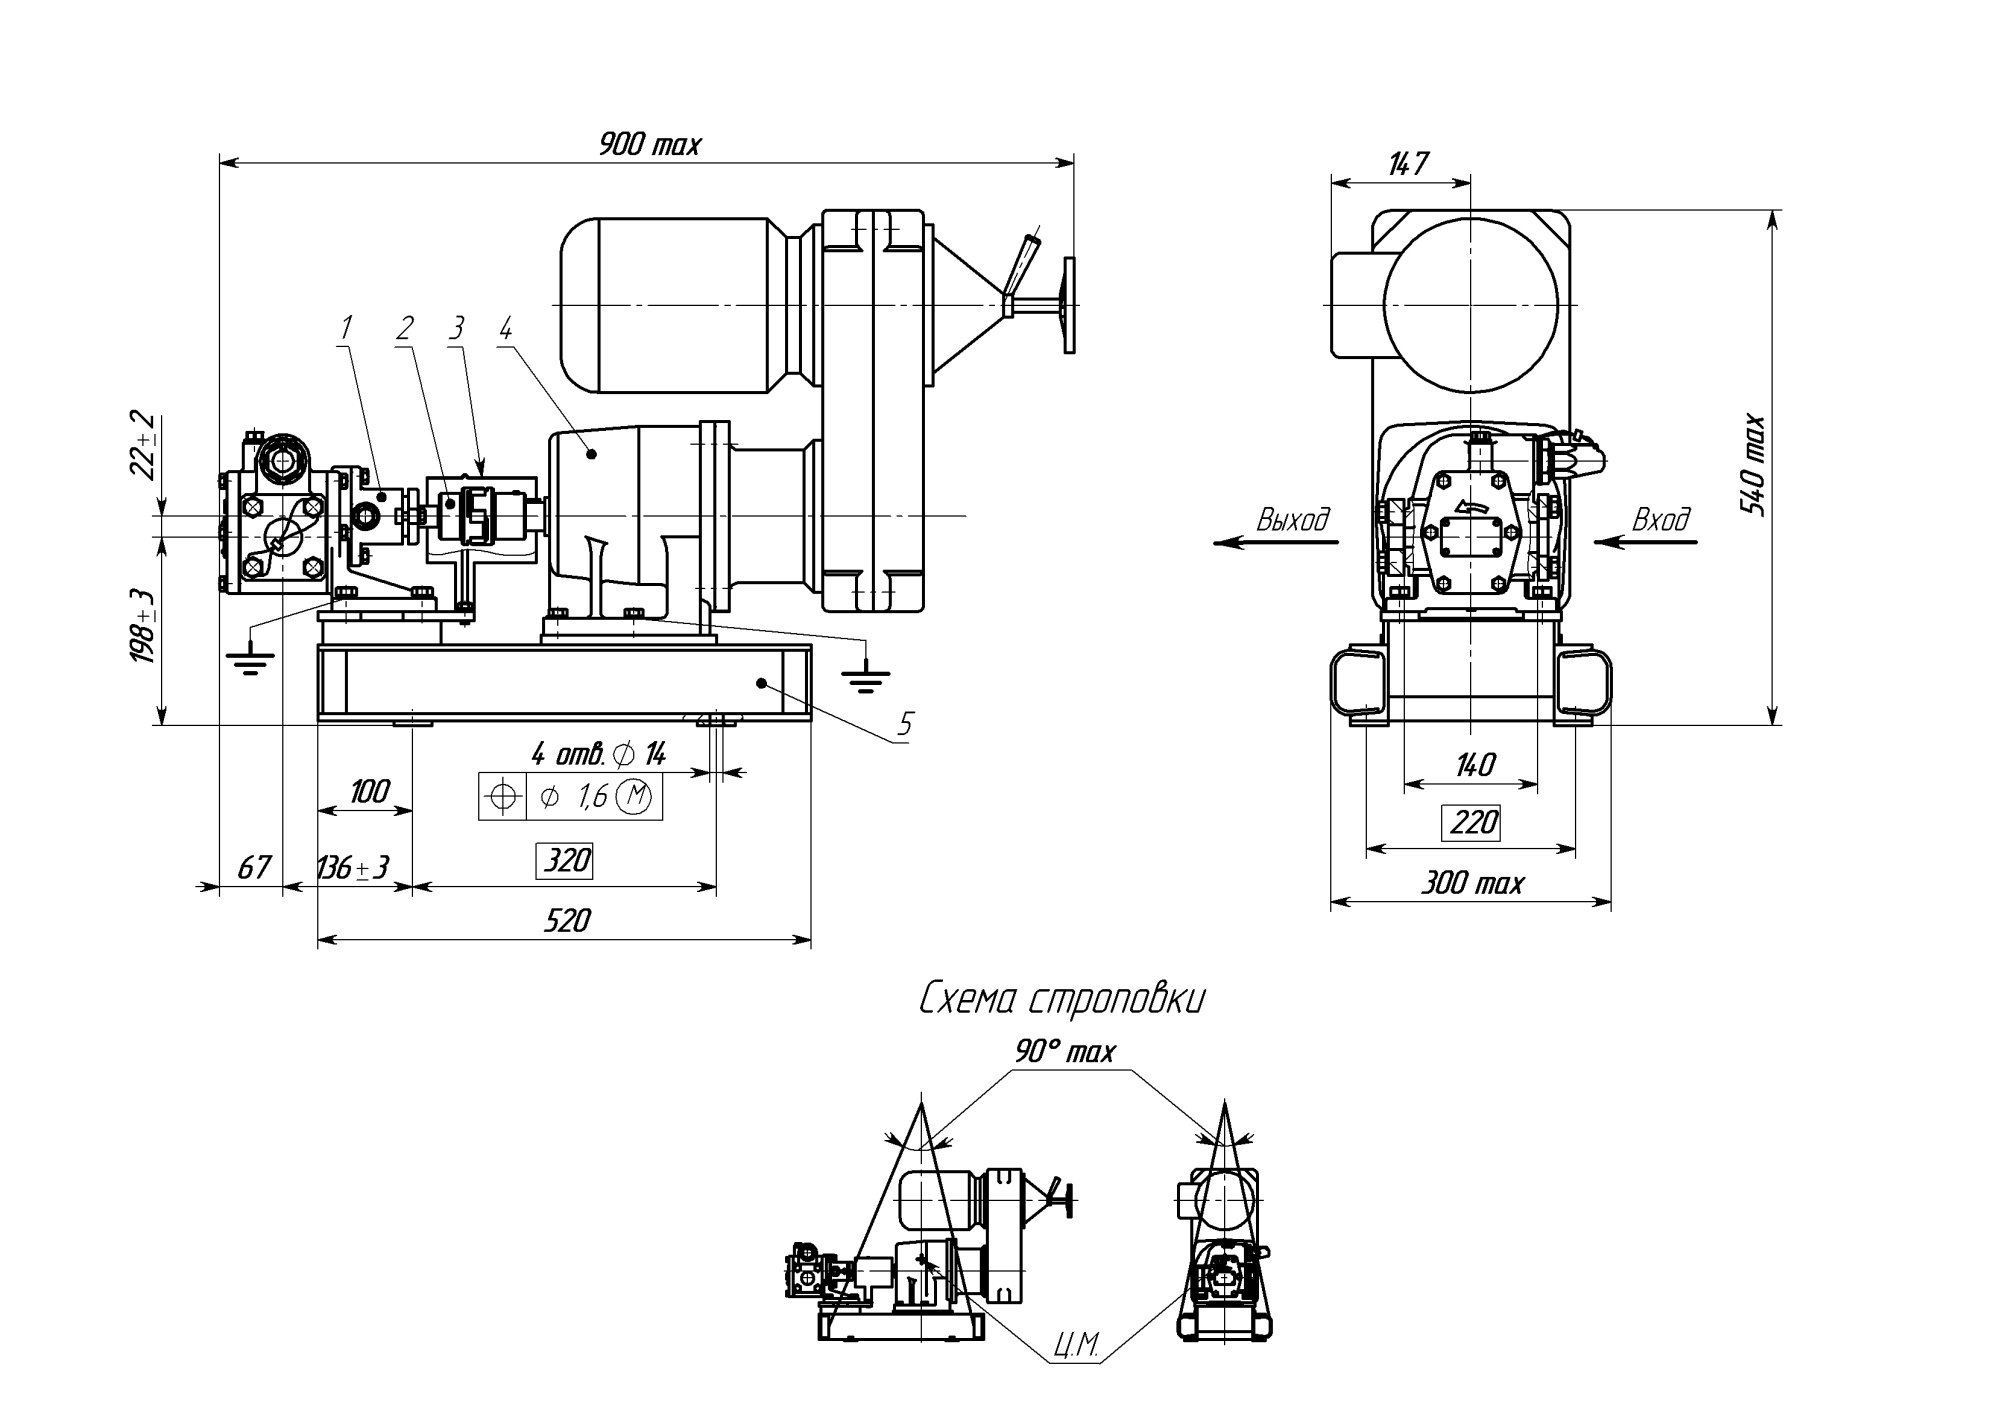 900 max
147
1
2
3
4
22±2
198±3
540 max
Выход
Вход
5
4 отв. ⌀ 14
⌀ 1,6 Ⓜ
100
140
220
67
136±3
320
300 max
520
Схема строповки
90° max
Ц.М.